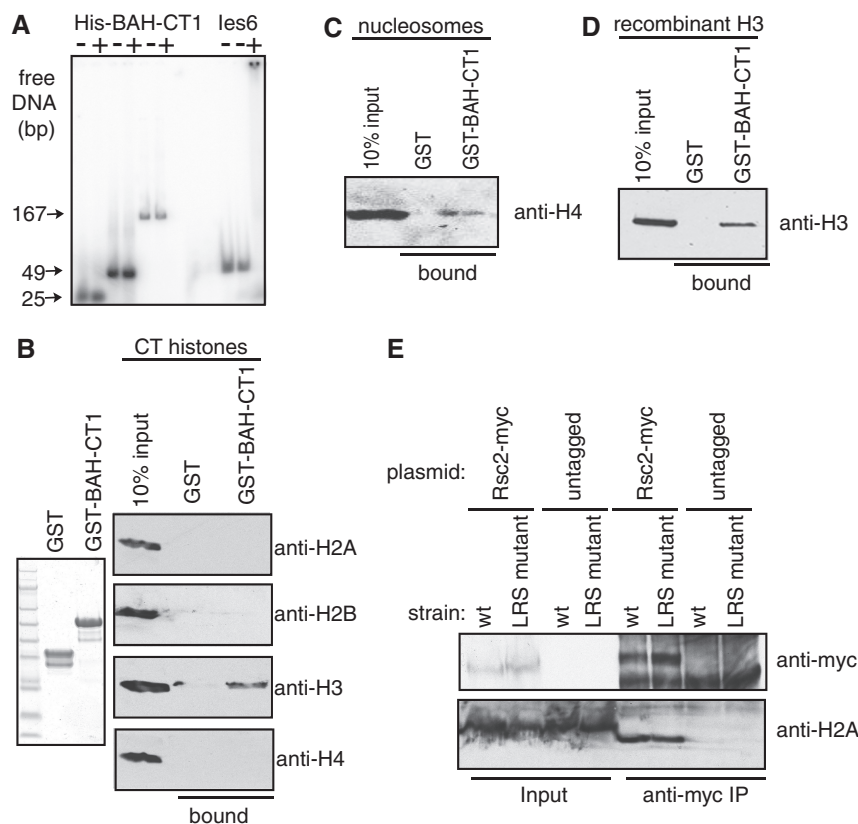 A
His-BAH-CT1 Ies6
- + - + - + - - +
free
DNA
(bp)
167→
49→
25→
C
nucleosomes
10% input
GST
GST-BAH-CT1
anti-H4
bound
D
recombinant H3
10% input
GST
GST-BAH-CT1
anti-H3
bound
B
CT histones
GST
GST-BAH-CT1
10% input
GST
GST-BAH-CT1
anti-H2A
anti-H2B
anti-H3
anti-H4
bound
E
plasmid:
Rsc2-myc
untagged
Rsc2-myc
untagged
strain:
wt
LRS mutant
wt
LRS mutant
wt
LRS mutant
wt
LRS mutant
anti-myc
anti-H2A
Input
anti-myc IP